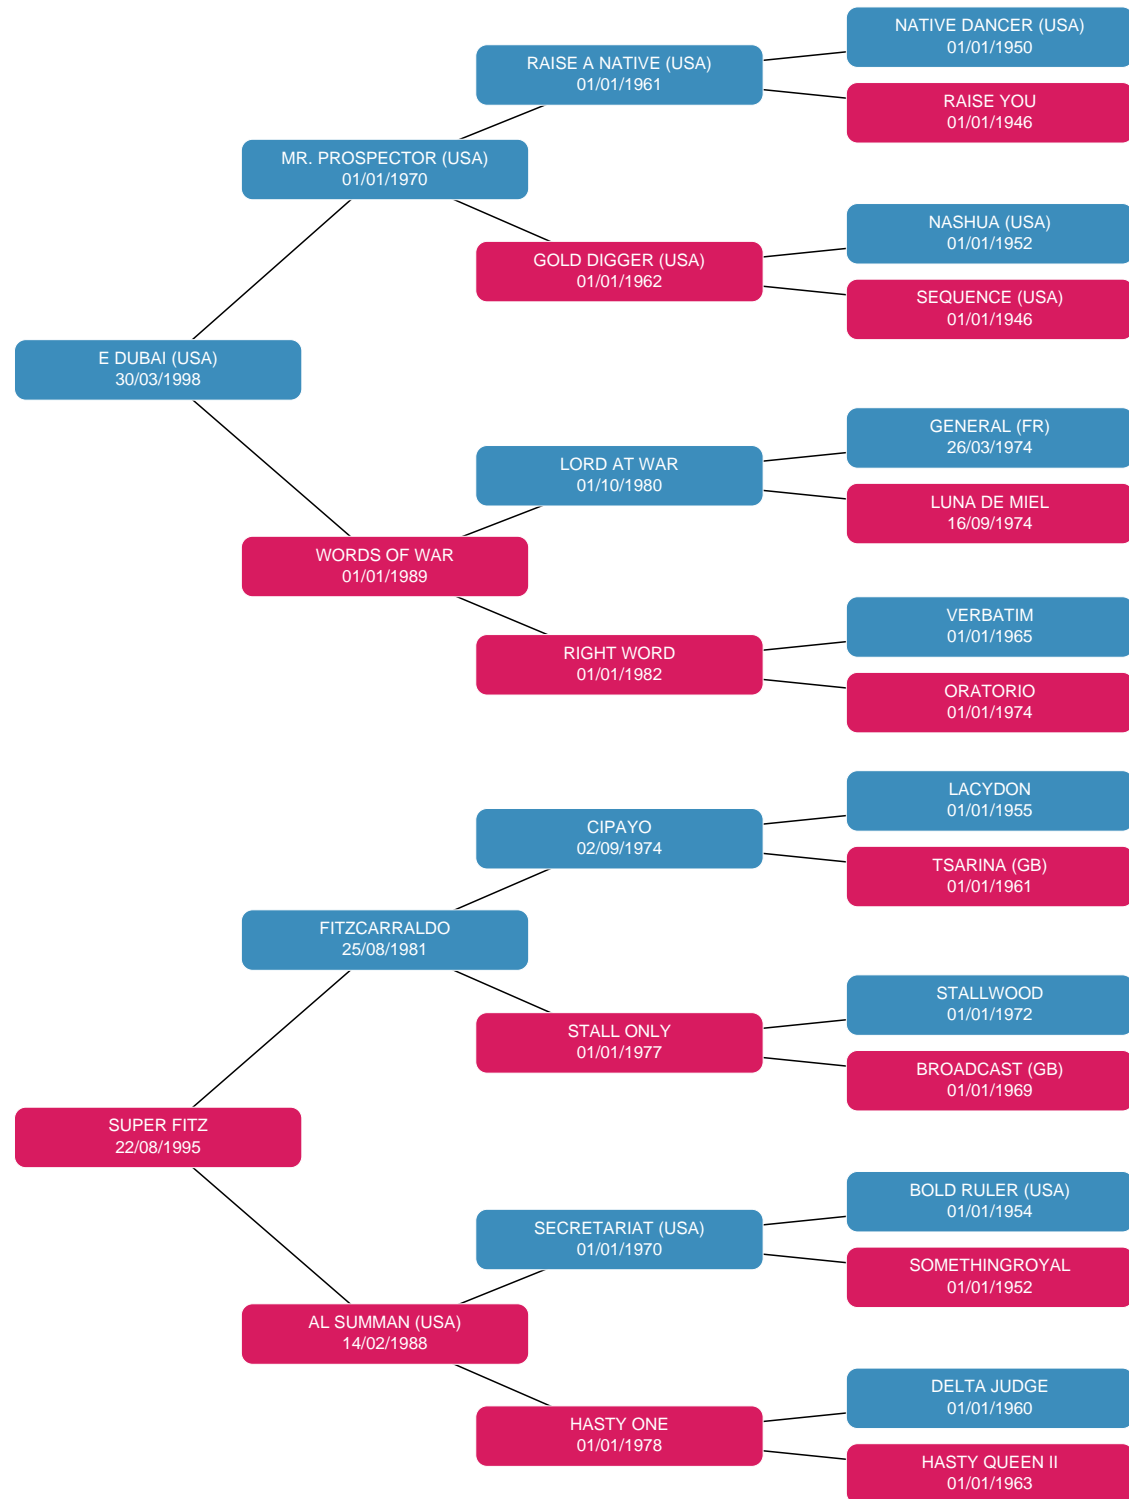 NATIVE DANCER (USA)
01/01/1950
RAISE A NATIVE (USA)
01/01/1961
RAISE YOU
01/01/1946
MR. PROSPECTOR (USA)
01/01/1970
NASHUA (USA)
01/01/1952
GOLD DIGGER (USA)
01/01/1962
SEQUENCE (USA)
01/01/1946
E DUBAI (USA)
30/03/1998
GENERAL (FR)
26/03/1974
LORD AT WAR
01/10/1980
LUNA DE MIEL
16/09/1974
WORDS OF WAR
01/01/1989
VERBATIM
01/01/1965
RIGHT WORD
01/01/1982
ORATORIO
01/01/1974
LACYDON
01/01/1955
CIPAYO
02/09/1974
TSARINA (GB)
01/01/1961
FITZCARRALDO
25/08/1981
STALLWOOD
01/01/1972
STALL ONLY
01/01/1977
BROADCAST (GB)
01/01/1969
SUPER FITZ
22/08/1995
BOLD RULER (USA)
01/01/1954
SECRETARIAT (USA)
01/01/1970
SOMETHINGROYAL
01/01/1952
AL SUMMAN (USA)
14/02/1988
DELTA JUDGE
01/01/1960
HASTY ONE
01/01/1978
HASTY QUEEN II
01/01/1963